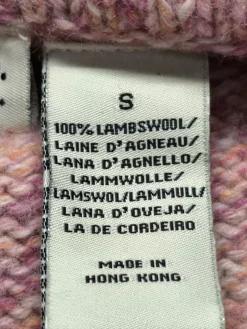 S
100% LAMBSWOOL/
LAINE D'AGNEAU/
LANA D'AGNELLO/
LAMMWOLLE/
LAMSWOL/LAMMULL/
LANA D'OVEJA/
LA DE CORDEIRO
MADE IN
HONG KONG